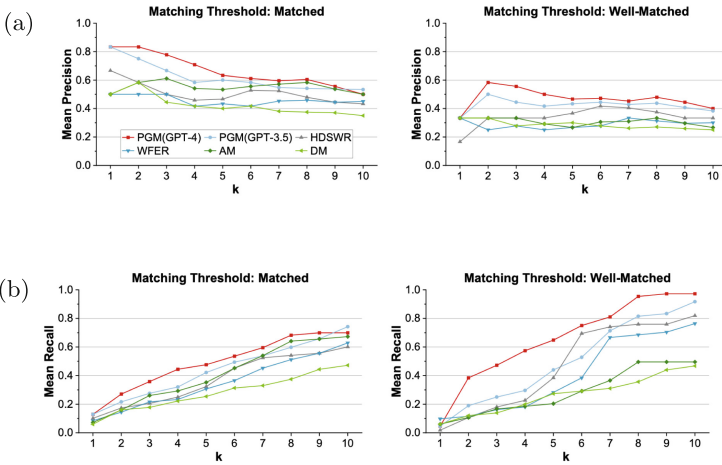 (a)
Matching Threshold: Matched
Mean Precision
1.0
0.8
0.6
0.4
0.2
0.0
PGM(GPT-4) PGM(GPT-3.5) HDSWR
WFER AM DM
1 2 3 4 5 6 7 8 9 10
k
Matching Threshold: Well-Matched
Mean Precision
1.0
0.8
0.6
0.4
0.2
0.0
1 2 3 4 5 6 7 8 9 10
k
(b)
Matching Threshold: Matched
Mean Recall
1.0
0.8
0.6
0.4
0.2
0.0
1 2 3 4 5 6 7 8 9 10
k
Matching Threshold: Well-Matched
Mean Recall
1.0
0.8
0.6
0.4
0.2
0.0
1 2 3 4 5 6 7 8 9 10
k